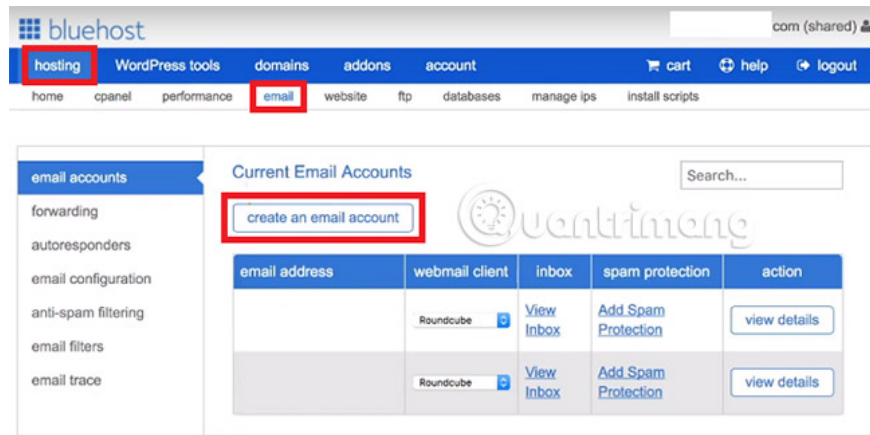 bluehost
com (shared)
hosting WordPress tools domains addons account cart help logout
home cpanel performance email website ftp databases manage ips install scripts
email accounts
forwarding
autoresponders
email configuration
anti-spam filtering
email filters
email trace
Current Email Accounts
Search...
create an email account
Quantrimang
email address webmail client inbox spam protection action
Roundcube View Inbox Add Spam Protection view details
Roundcube View Inbox Add Spam Protection view details